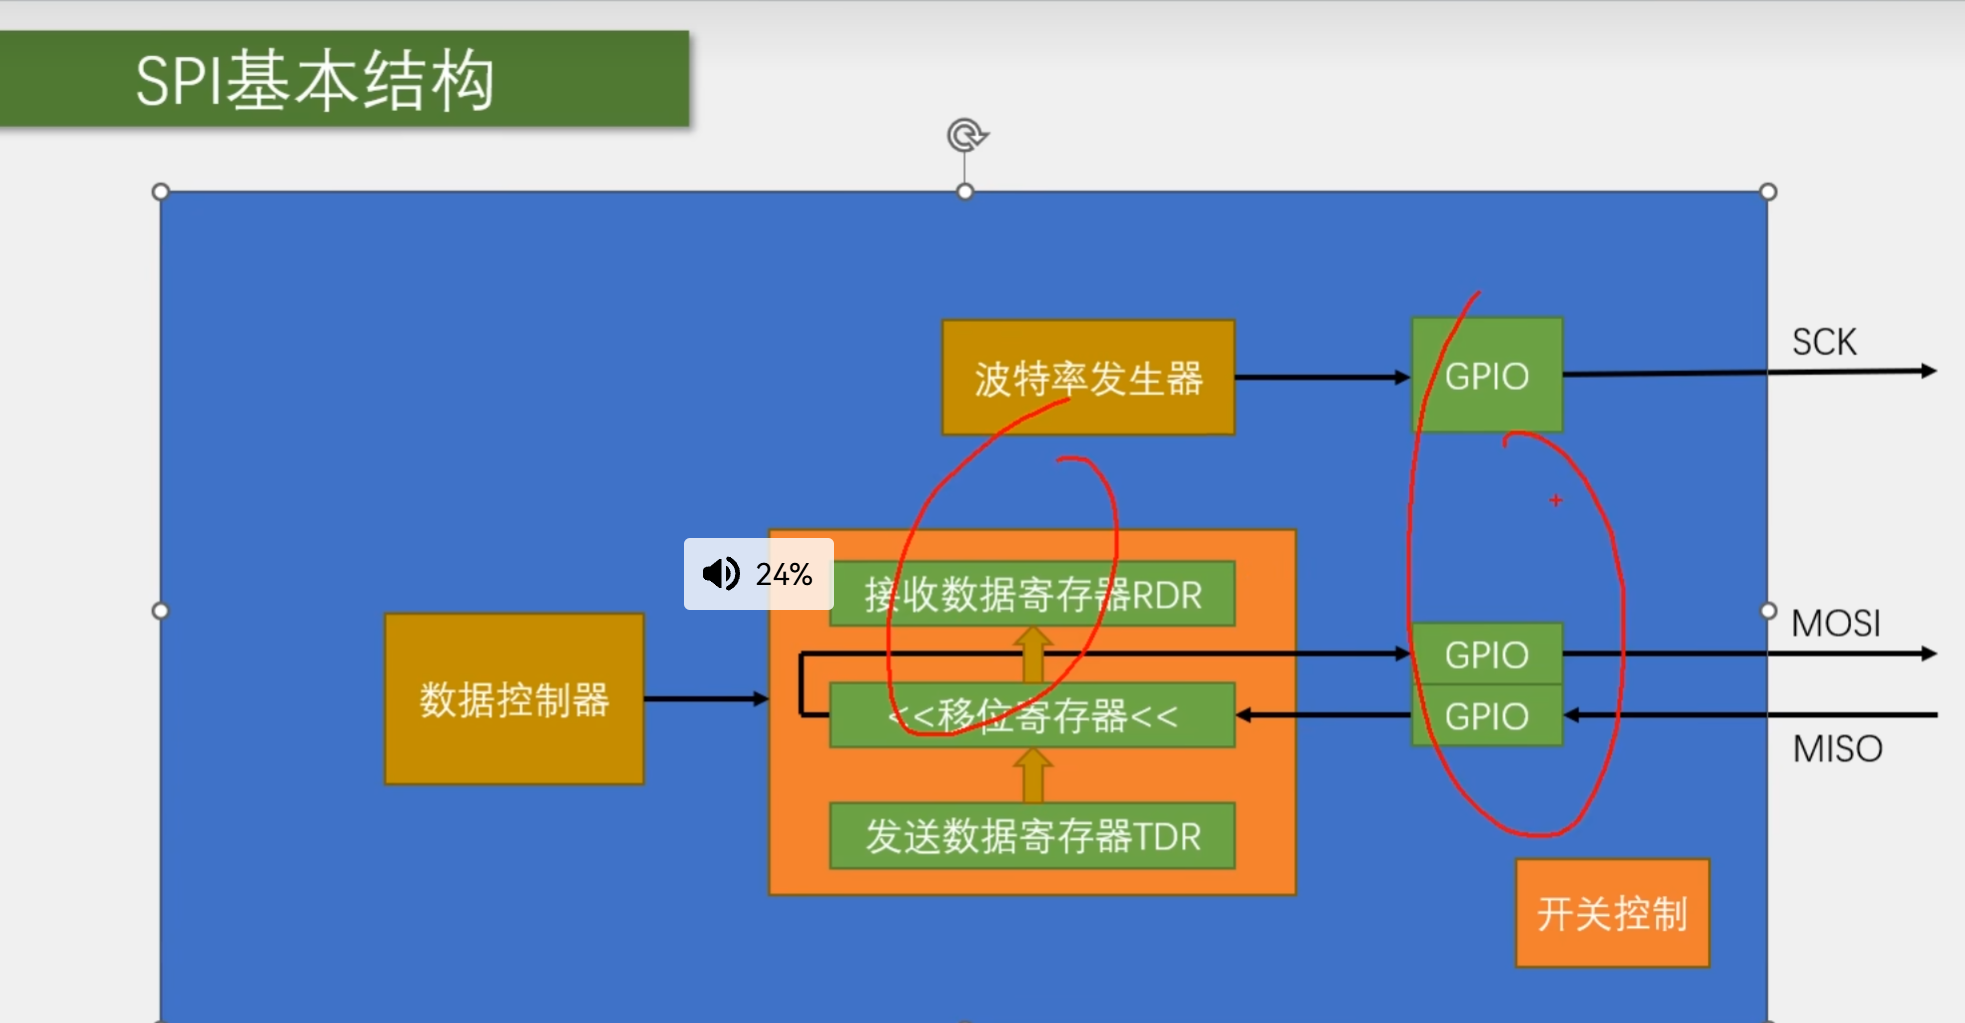 SPI基本结构
波特率发生器
GPIO
SCK
24%
接收数据寄存器RDR
MOSI
GPIO
数据控制器
<<移位寄存器<<
GPIO
MISO
发送数据寄存器TDR
开关控制